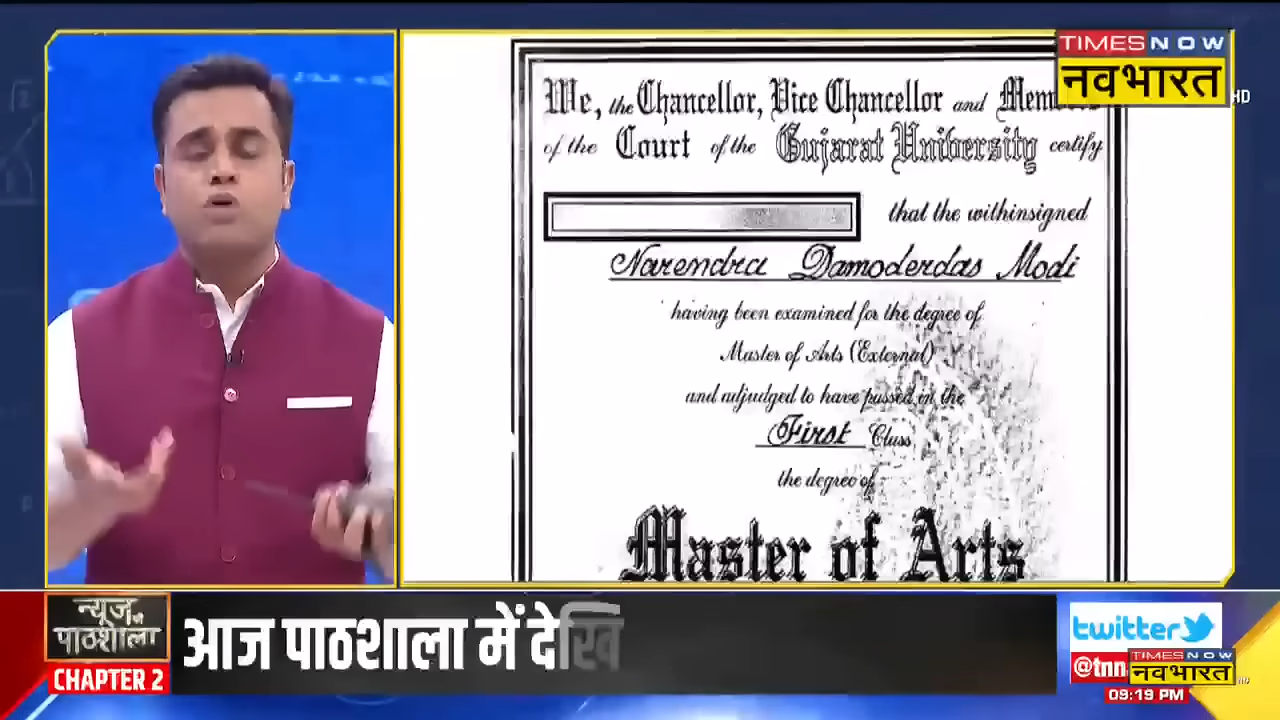 TIMES NOW
नवभारत
HD
We, the Chancellor, Vice Chancellor and
of the Court of the Gujarat University certify
that the withinsigned
Narendra Damoderdas Modi
having been examined for the degree of
Master of Arts (External)
and adjudged to have passed in the
First Class
the degree of
Master of Arts
न्यूज़ की
पाठशाला
CHAPTER 2
आज पाठशाला में देखि
twitter
@tnn
TIMES NOW
नवभारत
09:19 PM